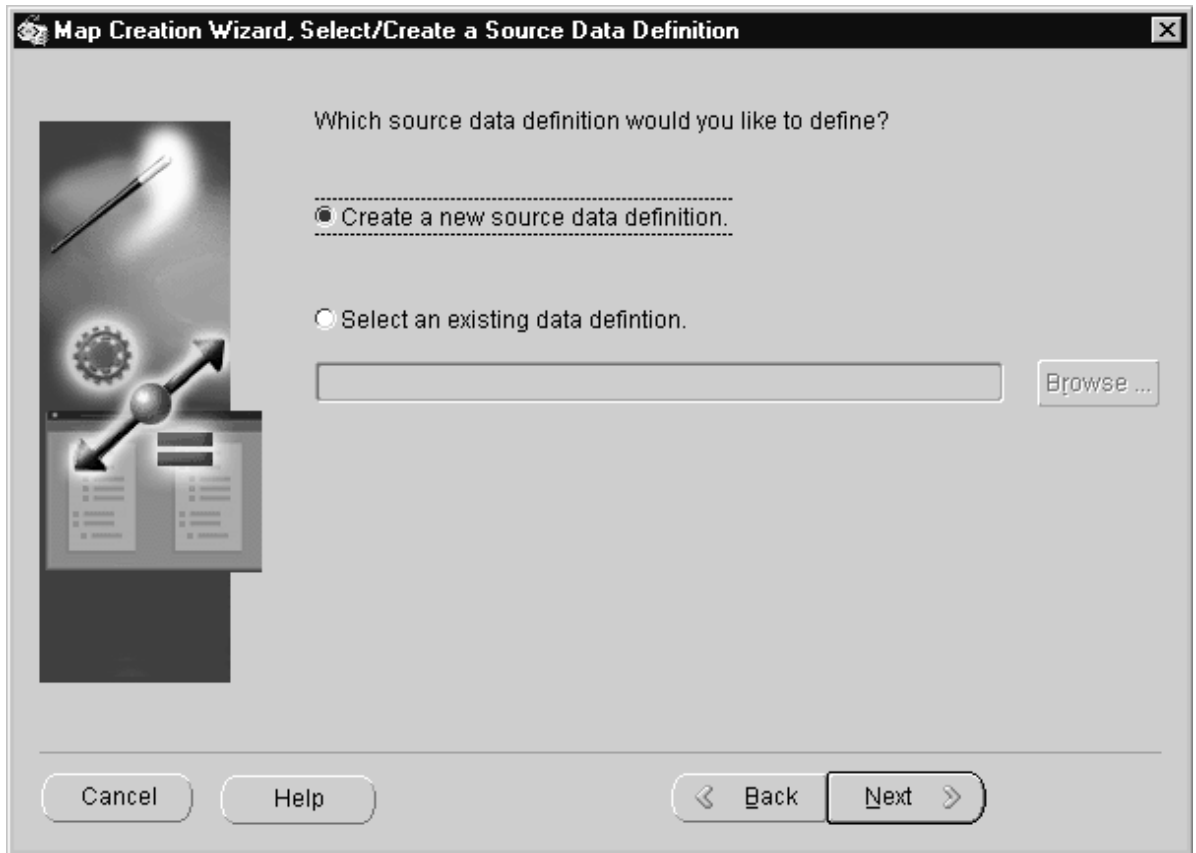 Map Creation Wizard, Select/Create a Source Data Definition
Which source data definition would you like to define?
Create a new source data definition.
Select an existing data defintion.
Browse ...
Cancel
Help
Back
Next